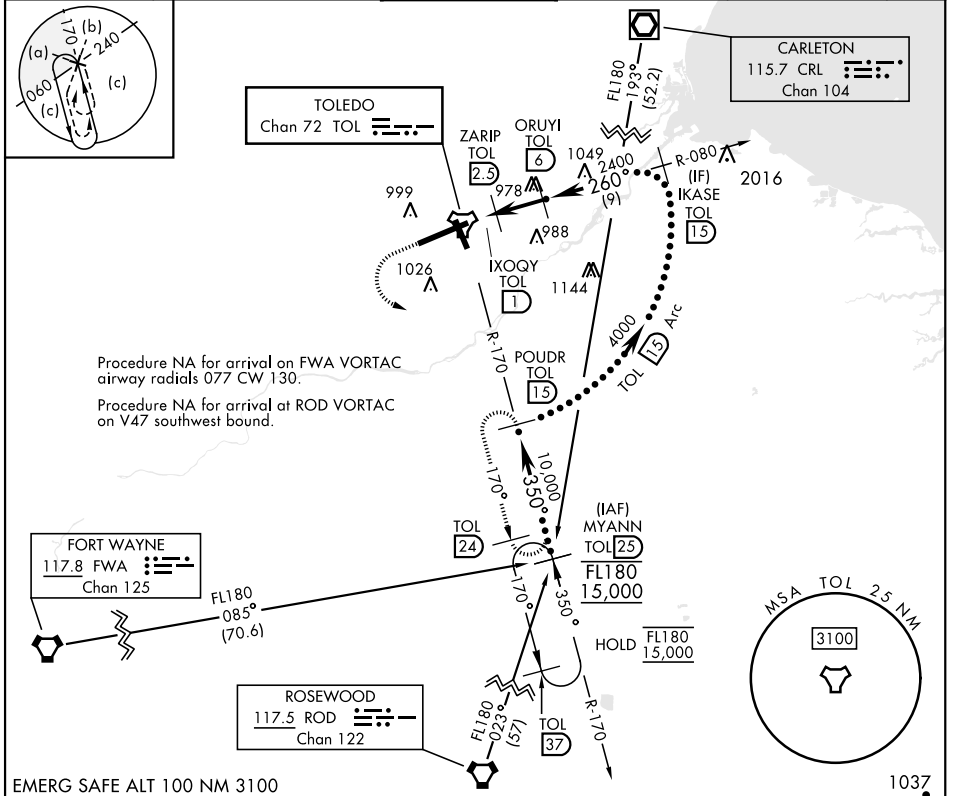 (a)
170
(b)
240
060
(c)
(c)
CARLETON
115.7 CRL
Chan 104
FL180
193°
(52.2)
TOLEDO
Chan 72 TOL
ZARIP
TOL
2.5
ORUYI
TOL
6
1049
2400
260°
(9)
R-080
2016
(IF)
IKASE
TOL
15
978
999
988
1026
IXOQY
TOL
1
1144
R-170
4000
TOL 15 Arc
POUDR
TOL
15
Procedure NA for arrival on FWA VORTAC
airway radials 077 CW 130.
Procedure NA for arrival at ROD VORTAC
on V47 southwest bound.
10,000
350°
170°
TOL
24
(IAF)
MYANN
TOL 25
FL180
15,000
FORT WAYNE
117.8 FWA
Chan 125
FL180
085°
(70.6)
170°
350°
HOLD FL180
15,000
MSA TOL 25 NM
3100
ROSEWOOD
117.5 ROD
Chan 122
FL180
023°
(57)
TOL
37
R-170
EMERG SAFE ALT 100 NM 3100
1037